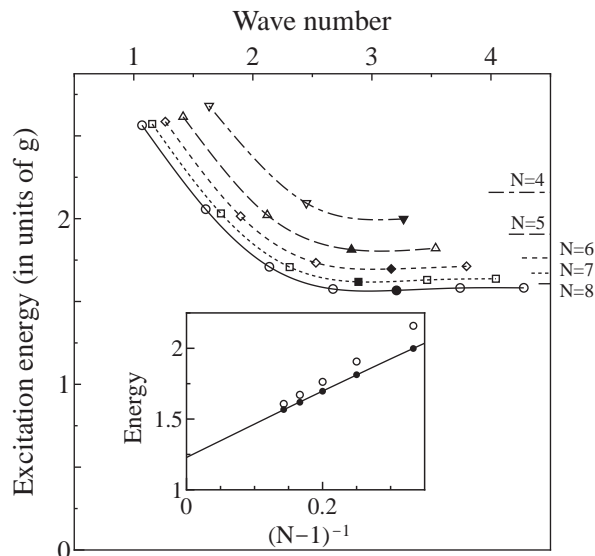 Wave number
1 2 3 4
Excitation energy (in units of g)
2
1
0
N=4
N=5
N=6
N=7
N=8
Energy
2
1.5
1
0 0.2
(N−1)⁻¹